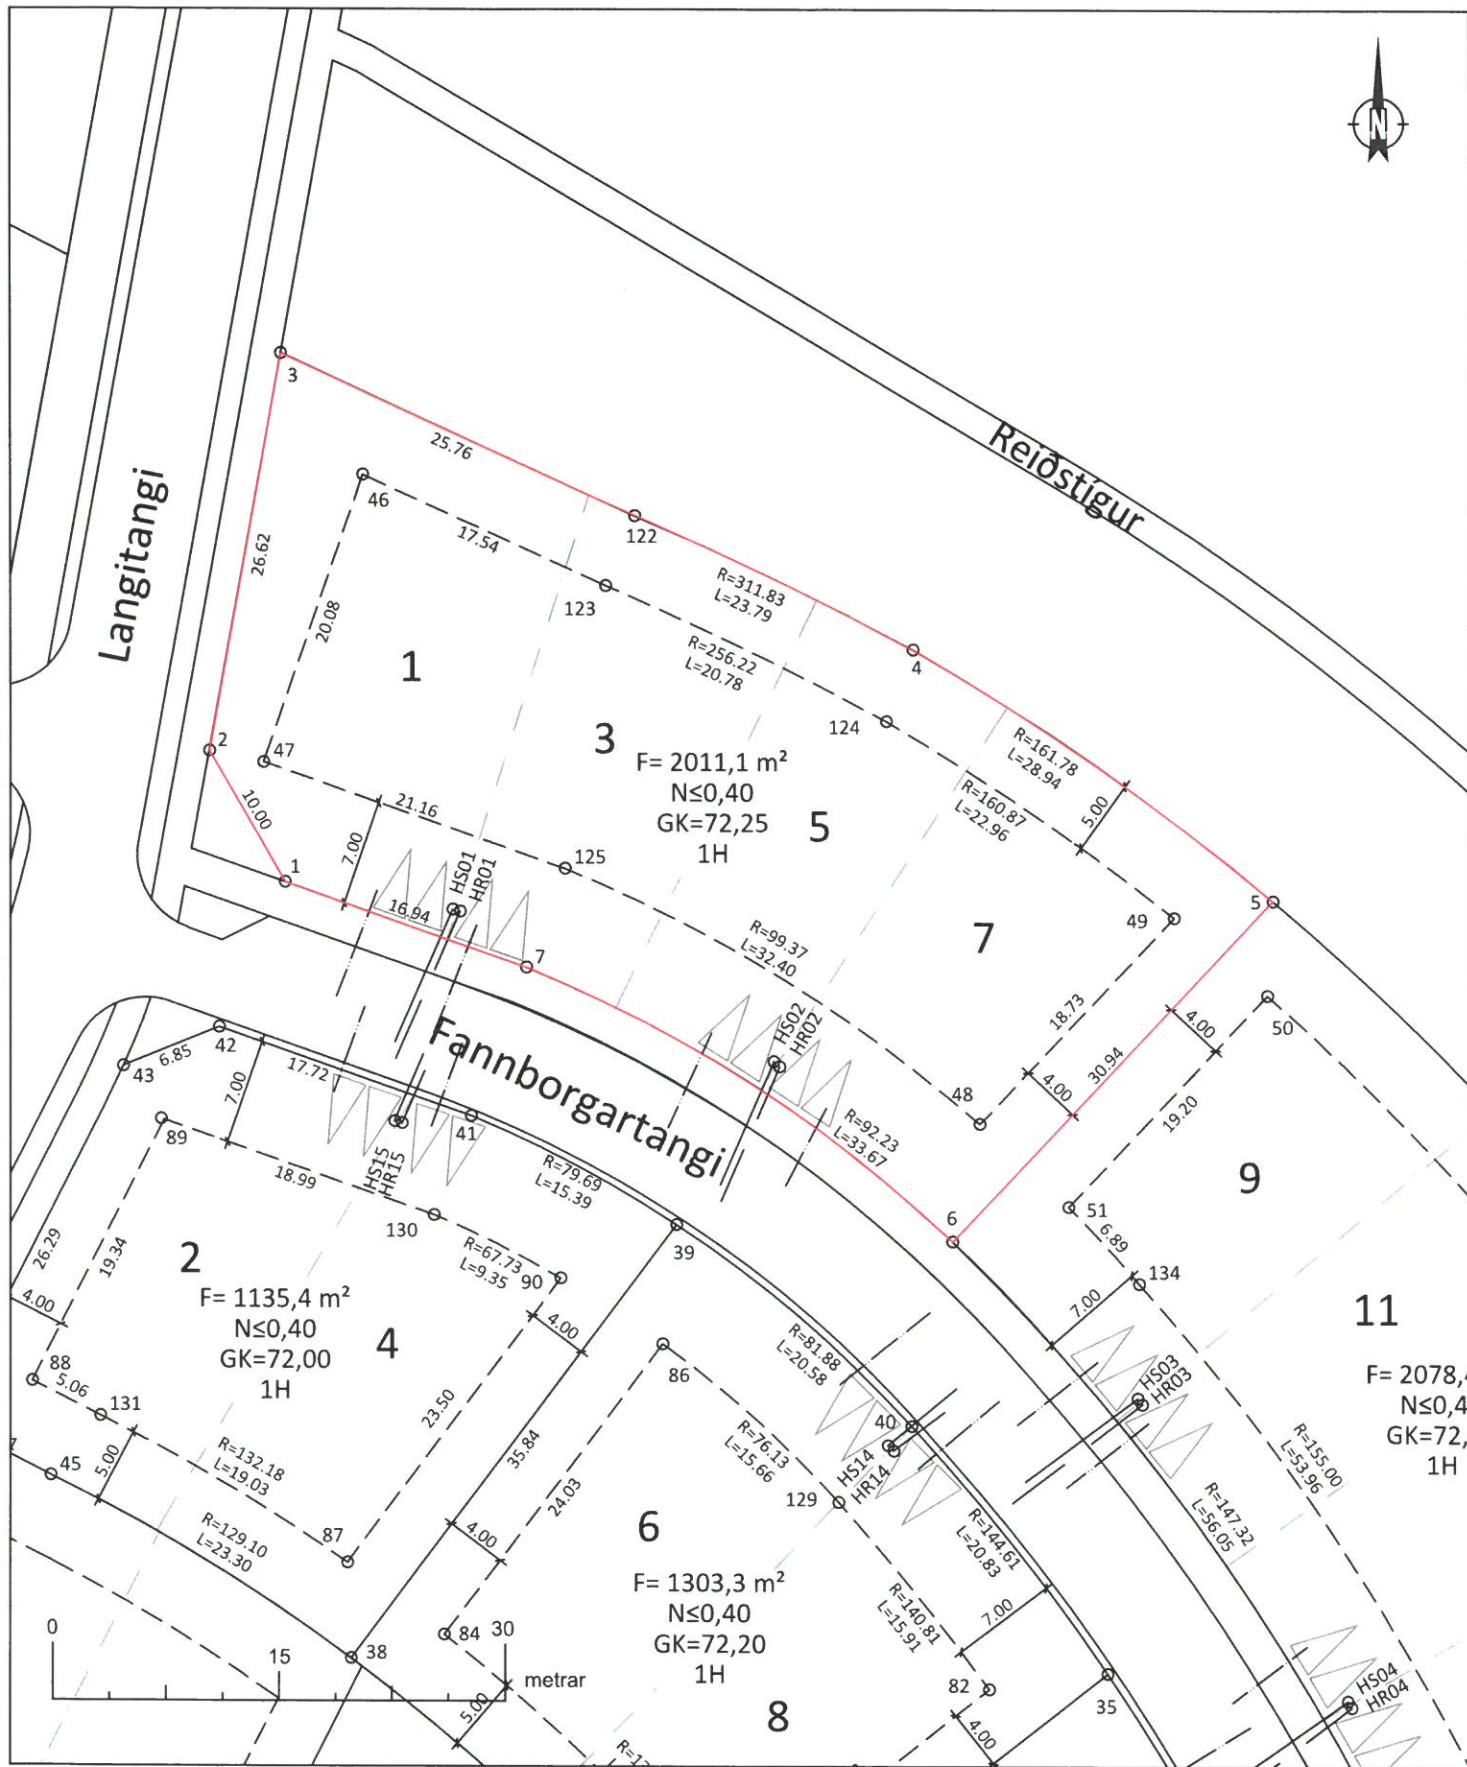 N
Reiðstígur
Langitangi
Fannborgartangi
3
25.76
46
17.54
122
26.62
20.08
123
R=311.83
L=23.79
R=256.22
L=20.78
4
124
1
3
F= 2011,1 m²
N≤0,40
GK=72,25
1H
5
R=161.78
L=28.94
R=160.87
L=22.96
5.00
2
47
10.00
21.16
7.00
1
125
HS01
HR01
16.94
7
R=99.37
L=32.40
7
49
5
18.73
4.00
50
30.94
4.00
48
HS02
HR02
R=92.23
L=33.67
6
19.20
9
51
6.89
134
7.00
11
42
43
6.85
17.72
7.00
89
41
HS15
HR15
18.99
130
R=79.69
L=15.39
39
26.29
19.34
2
R=67.73
L=9.35
90
4.00
F= 1135,4 m²
N≤0,40
GK=72,00
1H
4
4.00
88
5.06
131
45
5.00
R=132.18
L=19.03
23.50
35.84
87
R=129.10
L=23.30
38
86
R=81.88
L=20.58
40
HS14
HR14
R=76.13
L=15.66
129
24.03
4.00
6
F= 1303,3 m²
N≤0,40
GK=72,20
1H
R=144.61
L=20.83
7.00
R=140.81
L=15.91
82
35
4.00
8
84
5.00
HS03
HR03
F= 2078,
N≤0,4
GK=72,
1H
R=155.00
L=53.96
R=147.32
L=56.05
HS04
HR04
0
15
30
metrar